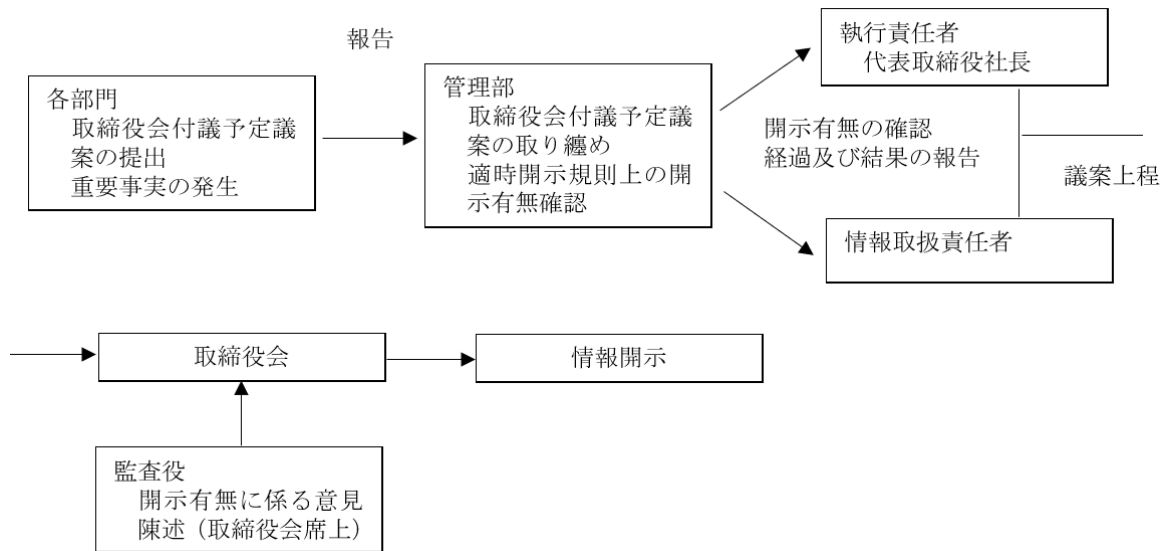 報告
各部門
取締役会付議予定議
案の提出
重要事実の発生
管理部
取締役会付議予定議
案の取り纏め
適時開示規則上の開
示有無確認
執行責任者
代表取締役社長
開示有無の確認
経過及び結果の報告
議案上程
情報取扱責任者
取締役会
情報開示
監査役
開示有無に係る意見
陳述（取締役会席上）